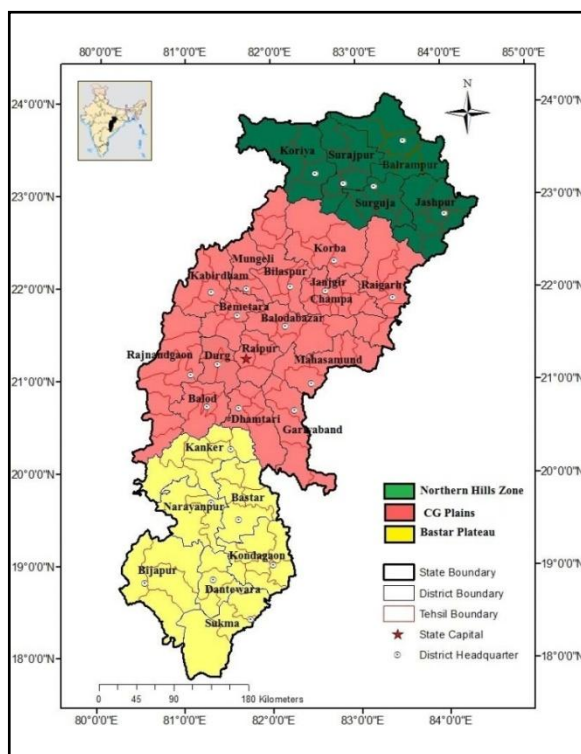 80°0'0"E 81°0'0"E 82°0'0"E 83°0'0"E 84°0'0"E 85°0'0"E
N
24°0'0"N 24°0'0"N
Koriya Surajpur Balrampur
23°0'0"N 23°0'0"N
Surguja Jashpur
Korba
Mungeli
Kabirdham Bilaspur Janjgir Raigarh
22°0'0"N 22°0'0"N
Champa
Bemetara
Balodabazar
Rajnandgaon Durg Raipur Mahasamund
21°0'0"N 21°0'0"N
Balod
Dhamtari Gariyaband
Kanker
20°0'0"N 20°0'0"N
Northern Hills Zone
Narayanpur Bastar
CG Plains
Bastar Plateau
19°0'0"N 19°0'0"N
Kondagaon
Bijapur
Dantewara
Sukma
State Boundary
District Boundary
Tehsil Boundary
State Capital
District Headquarter
18°0'0"N 18°0'0"N
0 45 90 135 180 Kilometers
80°0'0"E 81°0'0"E 82°0'0"E 83°0'0"E 84°0'0"E